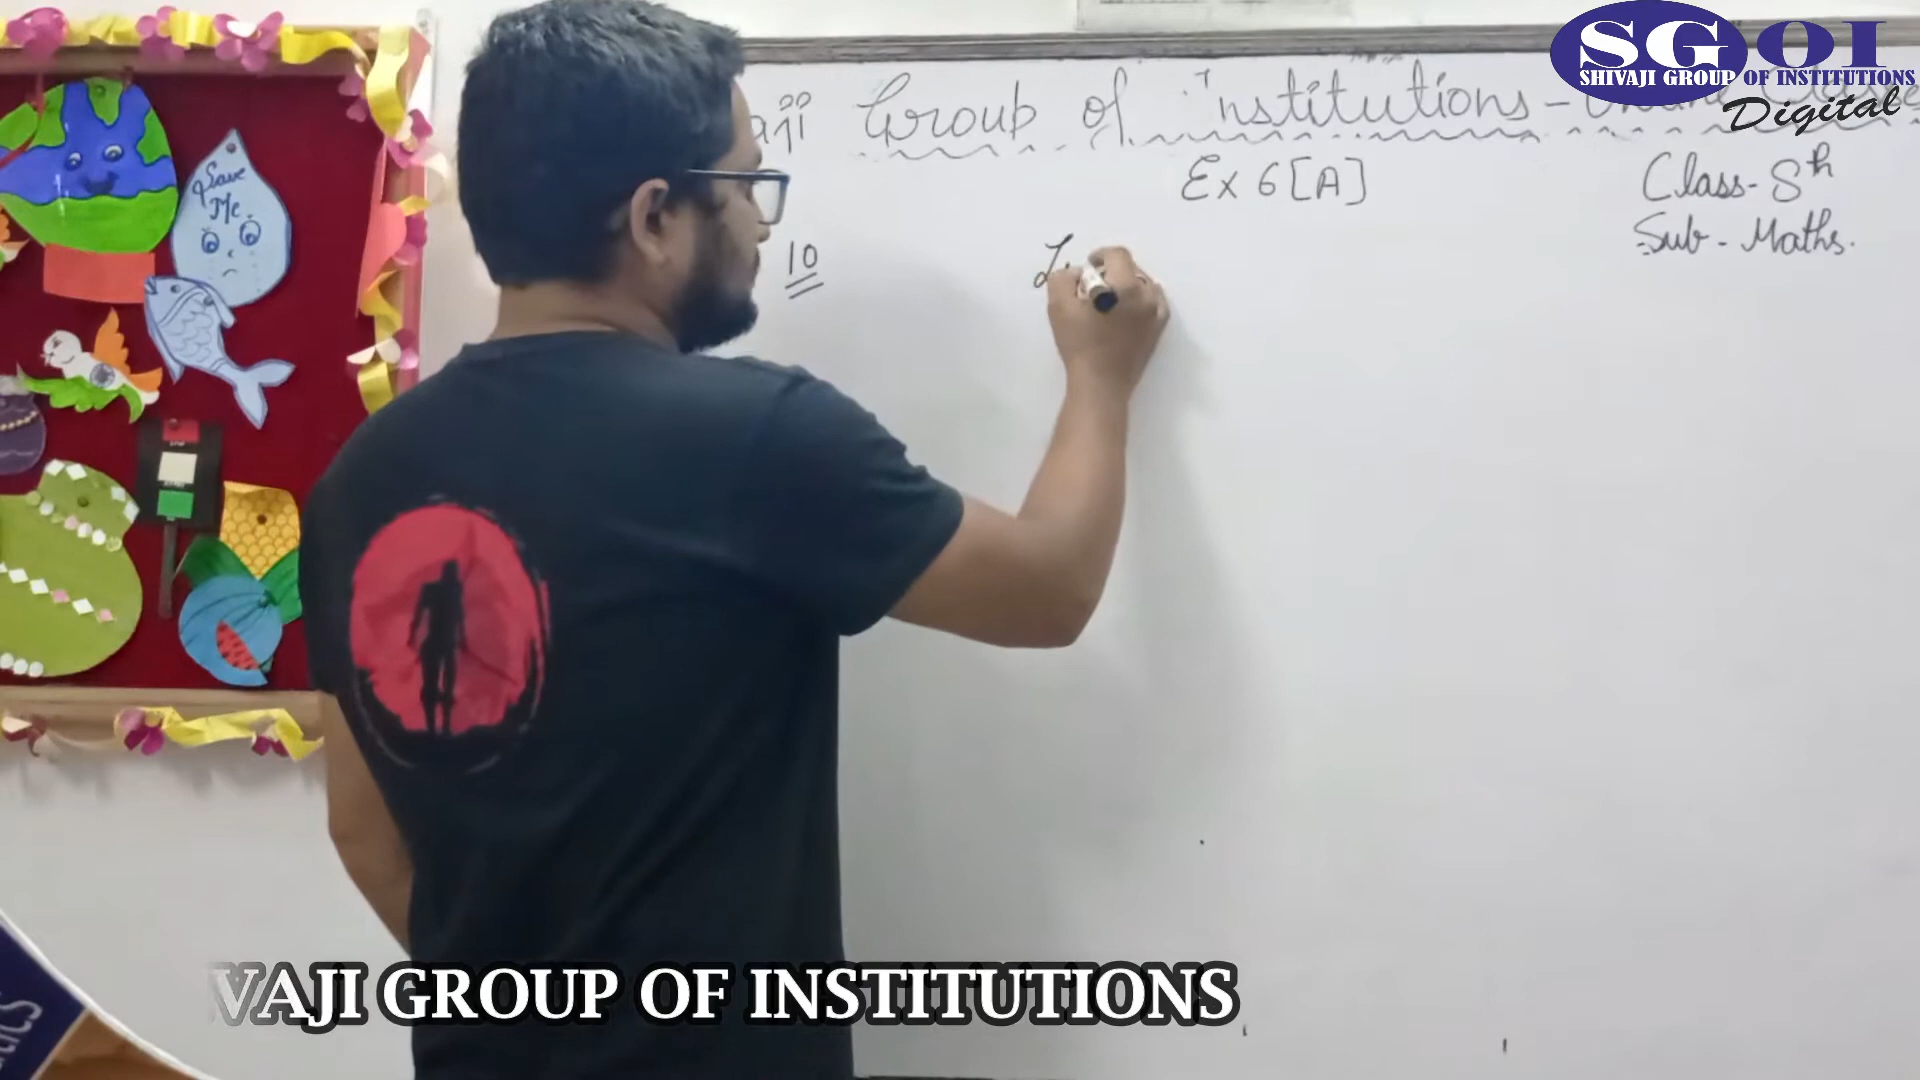 SGOI
SHIVAJI GROUP OF INSTITUTIONS
Digital
aji Group of Institutions -
Ex 6 [A]
Class - 8th
Sub - Maths.
10
Save
Me
VAJI GROUP OF INSTITUTIONS